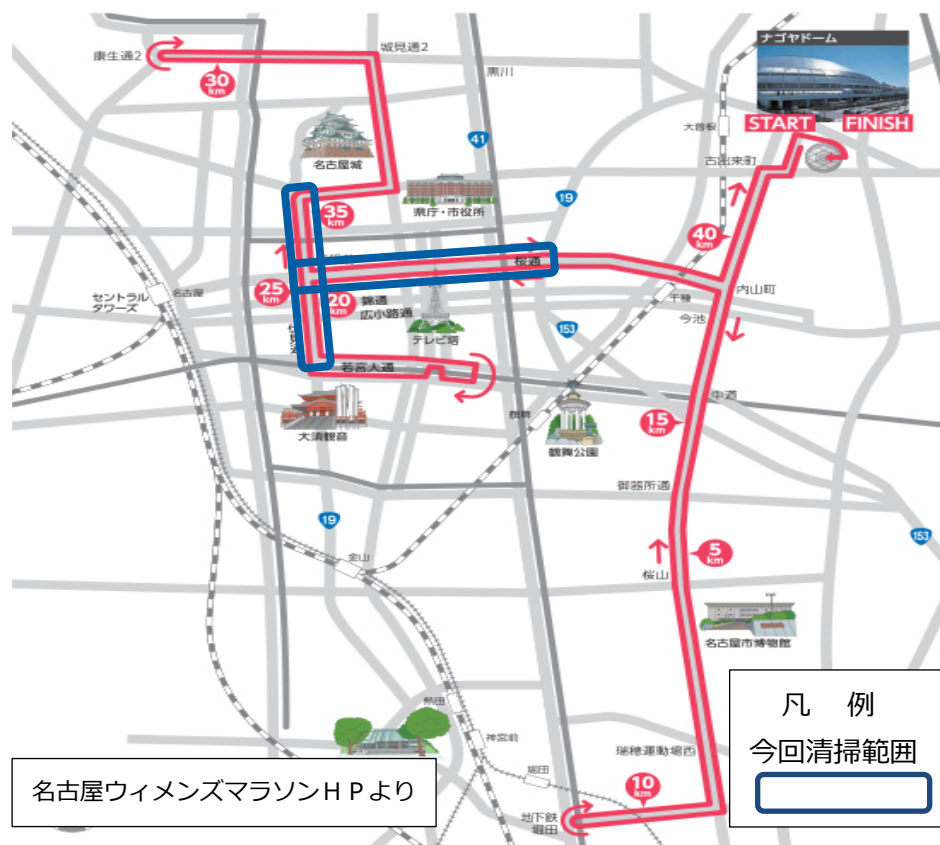 ナゴヤドーム
START
FINISH
康生通2
城見通2
30
km
黒川
41
大曽根
古出来町
名古屋城
19
県庁・市役所
35
km
40
km
桜通
25
km
20
km
錦通
広小路通
テレビ塔
セントラル
タワーズ
名古屋
千種
内山町
今池
153
若宮大通
大須観音
鶴舞
鶴舞公園
中道
15
km
御器所通
19
金山
5
km
桜山
153
名古屋市博物館
熱田
神宮前
堀田
瑞穂運動場西
10
km
地下鉄
堀田
凡 例
今回清掃範囲
名古屋ウィメンズマラソンHPより